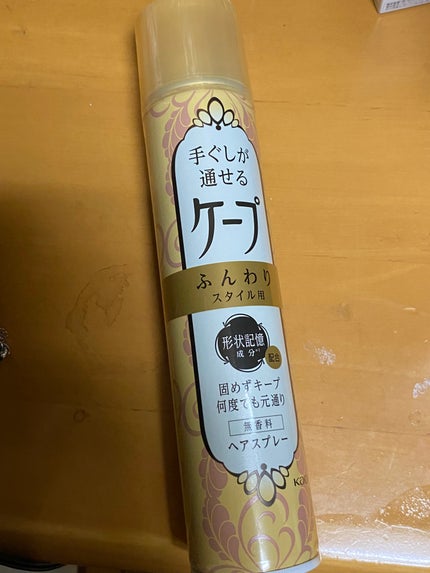 手ぐしが
通せる
ケープ
ふんわり
スタイル用
形状記憶
成分
配合
固めずキープ
何度でも元通り
無香料
ヘアスプレー